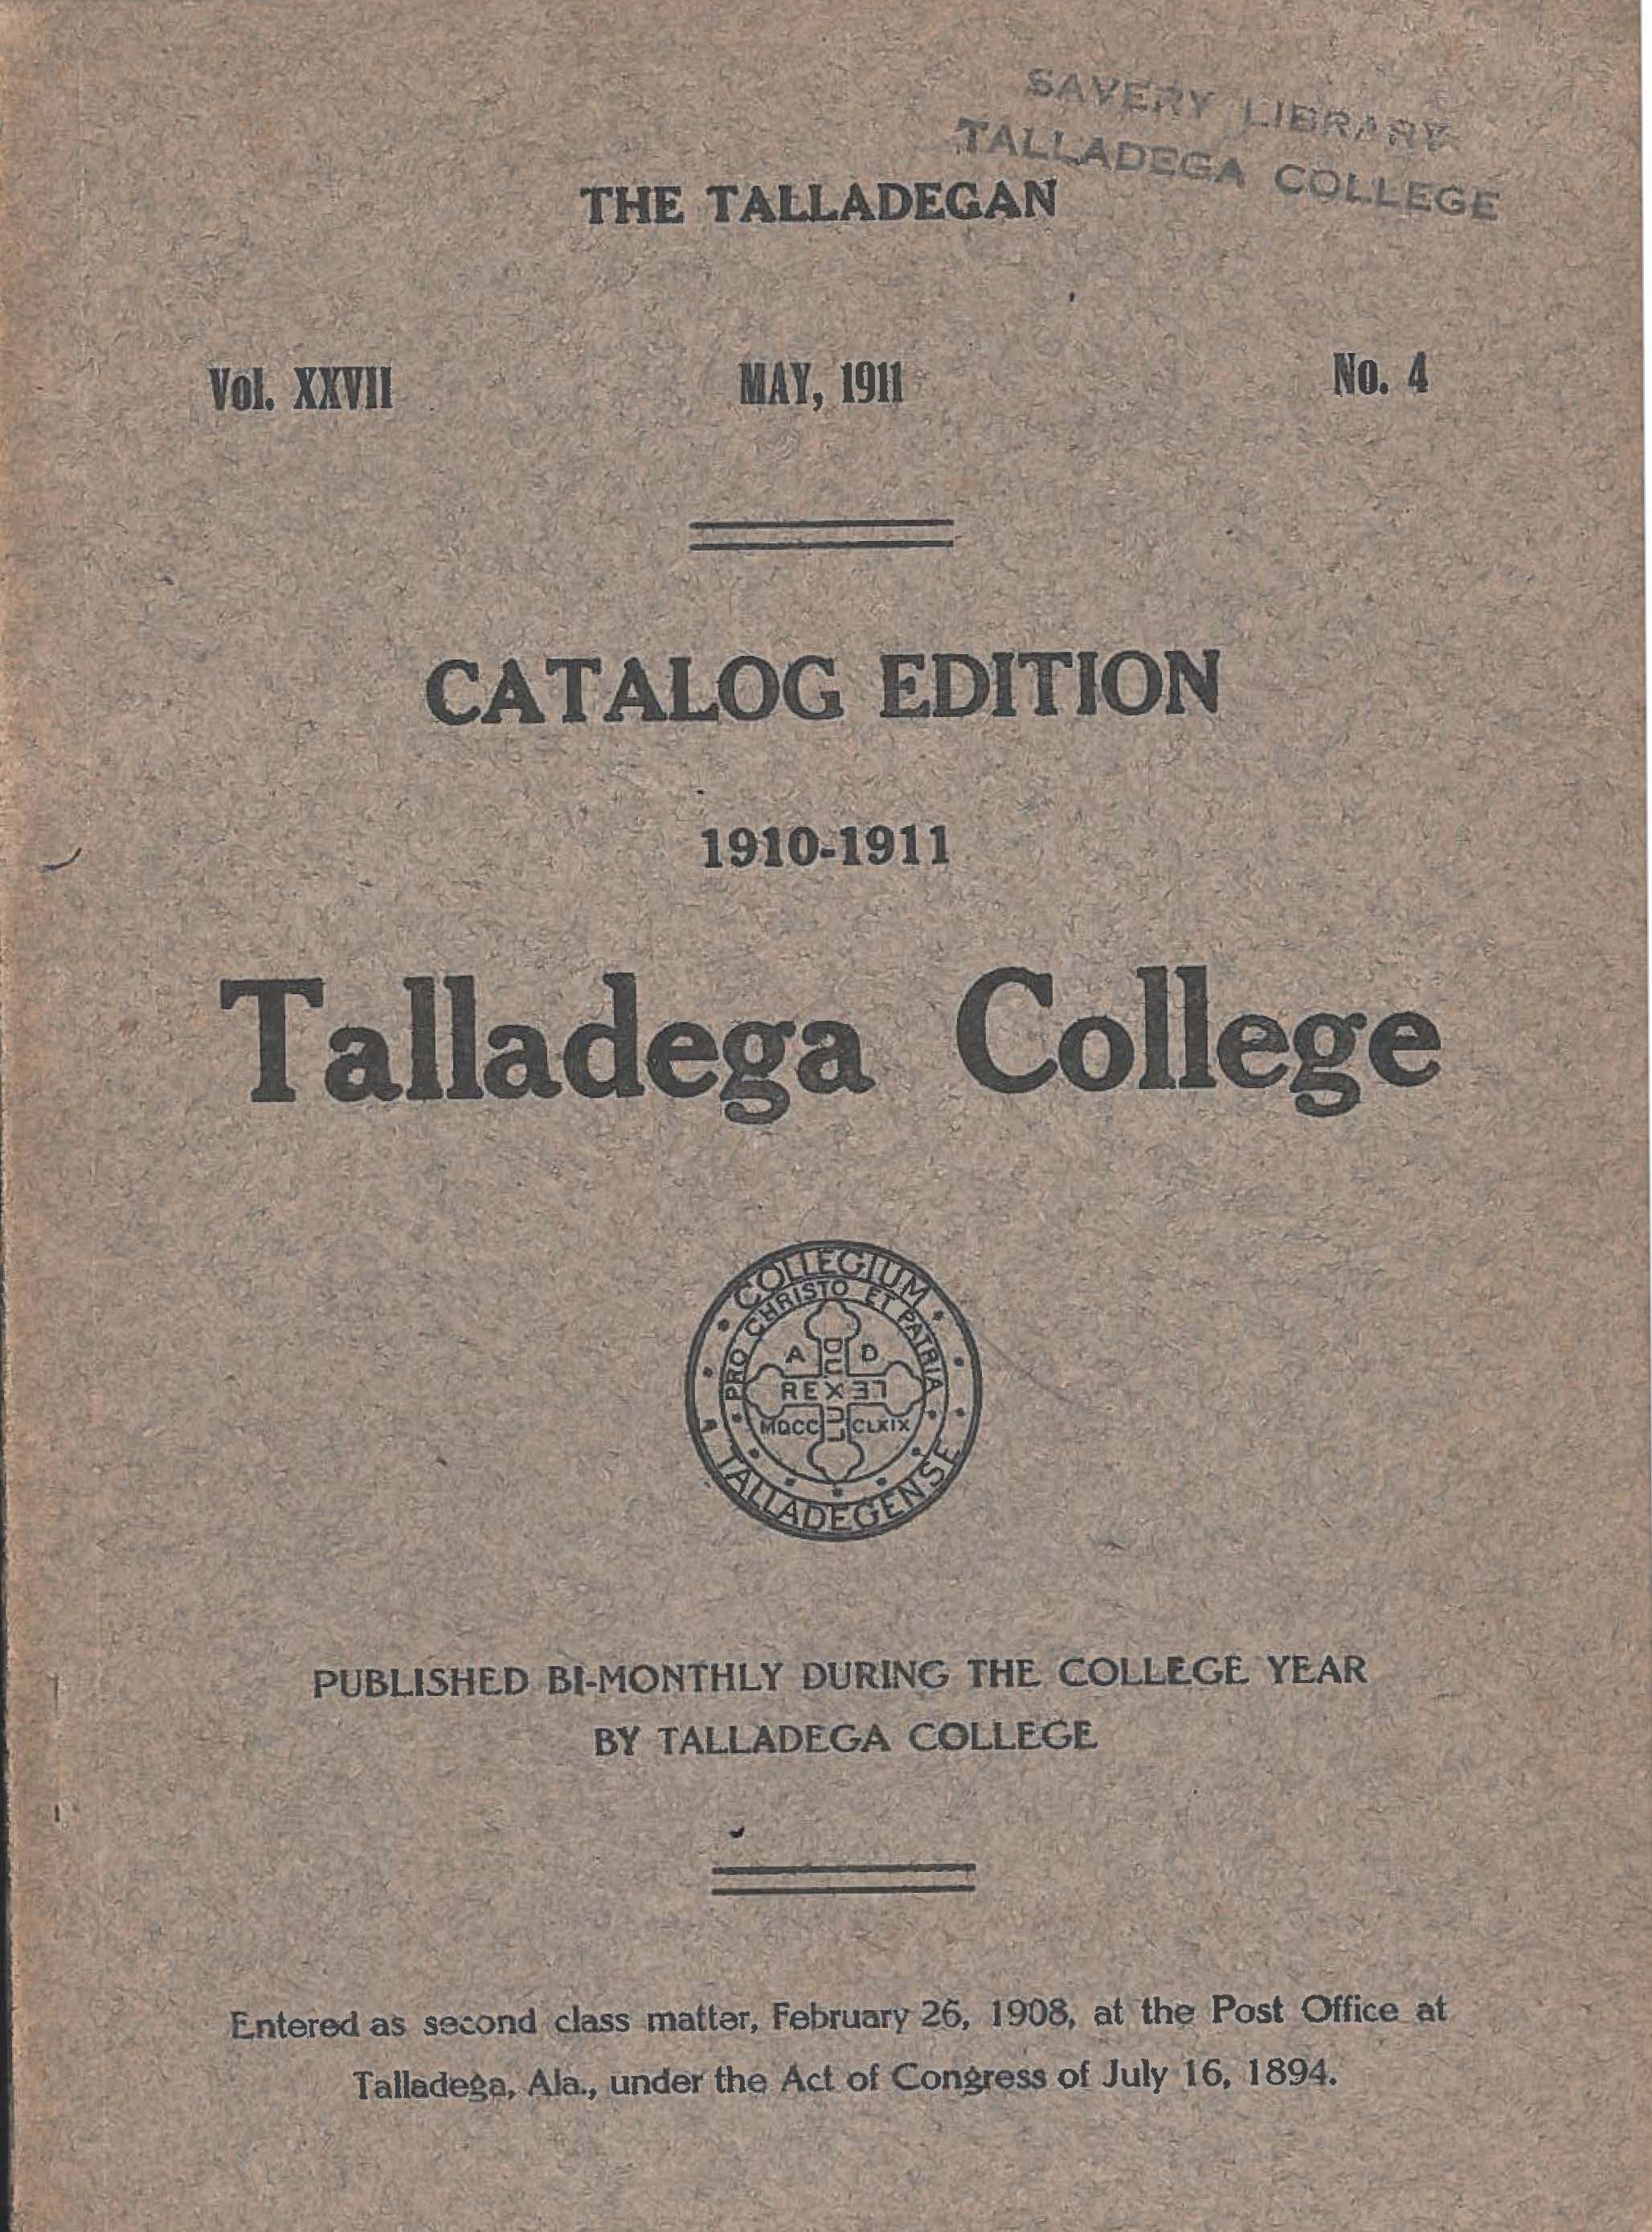 SAVERY LIBRARY
TALLADEGA COLLEGE
THE TALLADEGAN
Vol. XXVII MAY, 1911 No. 4
CATALOG EDITION
1910-1911
Talladega College
COLLEGIUM
PRO CHRISTO ET PATRIA
A D
REX
MDCC CLXIX
TALLADEGENSE
PUBLISHED BI-MONTHLY DURING THE COLLEGE YEAR
BY TALLADEGA COLLEGE
Entered as second class matter, February 26, 1908, at the Post Office at
Talladega, Ala., under the Act of Congress of July 16, 1894.